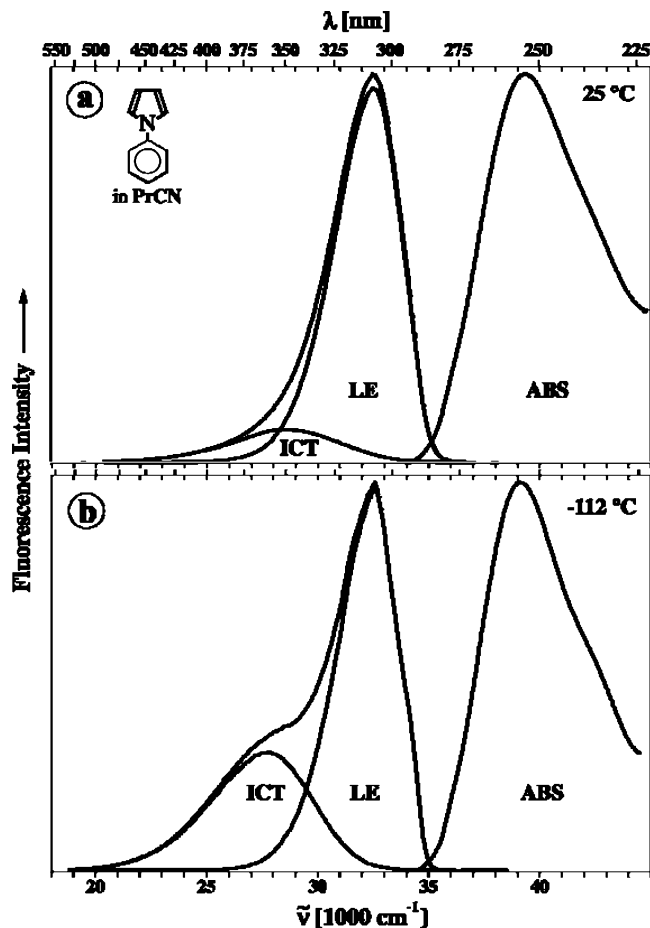 λ [nm]
550 500 450 425 400 375 350 325 300 275 250 225
a
25 °C
N
in PrCN
LE
ABS
ICT
Fluorescence Intensity →
b
-112 °C
ICT
LE
ABS
20 25 30 35 40
ṽ [1000 cm⁻¹]